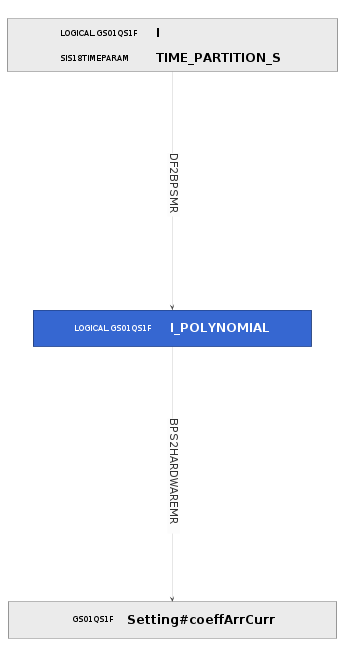 LOGICAL.GS01QS1F I
SIS18TIMEPARAM TIME_PARTITION_S
DF2BPSMR
LOGICAL.GS01QS1F I_POLYNOMIAL
BPS2HARDWAREMR
GS01QS1F Setting#coeffArrCurr